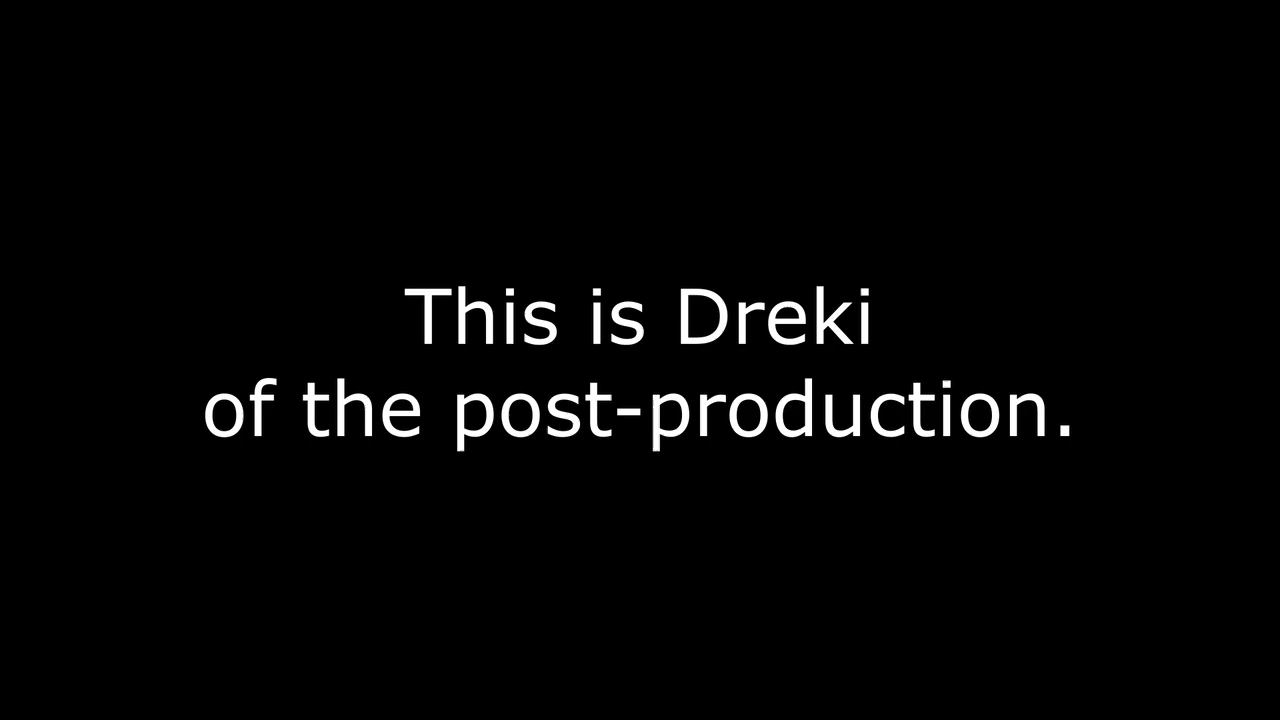 This is Dreki
of the post-production.